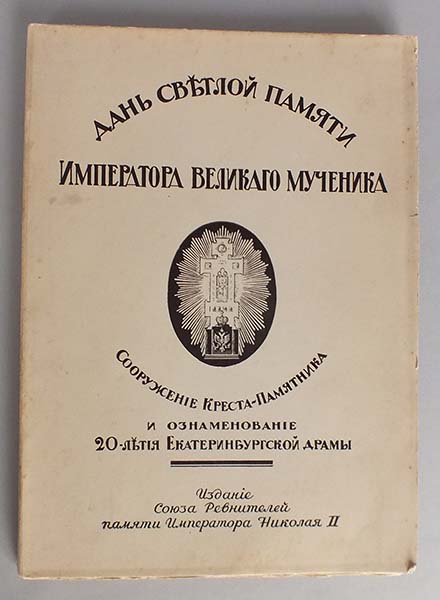 ДАНЬ СВѢТЛОЙ ПАМЯТИ
ИМПЕРАТОРА ВЕЛИКАГО МУЧЕНИКА
СООРУЖЕНІЕ КРЕСТА-ПАМЯТНИКА
И ОЗНАМЕНОВАНІЕ
20-ЛѢТІЯ ЕКАТЕРИНБУРГСКОЙ ДРАМЫ
Изданіе
Союза Ревнителей
памяти Императора Николая II